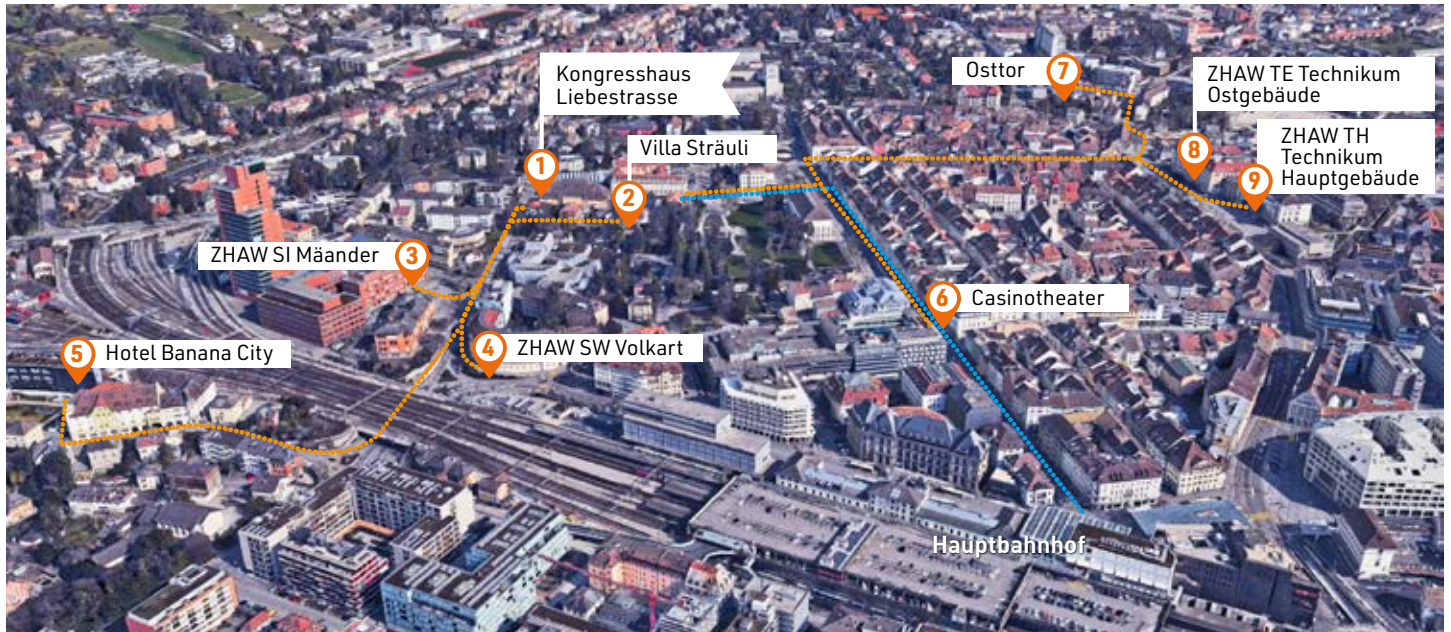 Kongresshaus
Liebestrasse
1
Villa Sträuli
2
ZHAW SI Mäander
3
4
ZHAW SW Volkart
5
Hotel Banana City
6
Casinotheater
Osttor
7
ZHAW TE Technikum
Ostgebäude
8
ZHAW TH
Technikum
Hauptgebäude
9
Hauptbahnhof